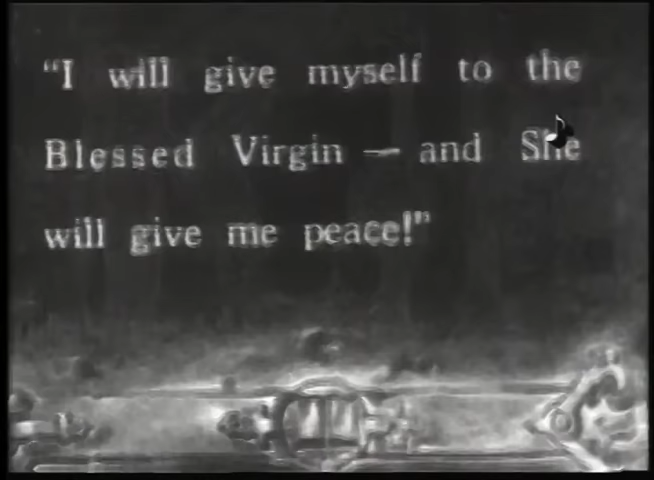 “I will give myself to the
Blessed Virgin — and She
will give me peace!”